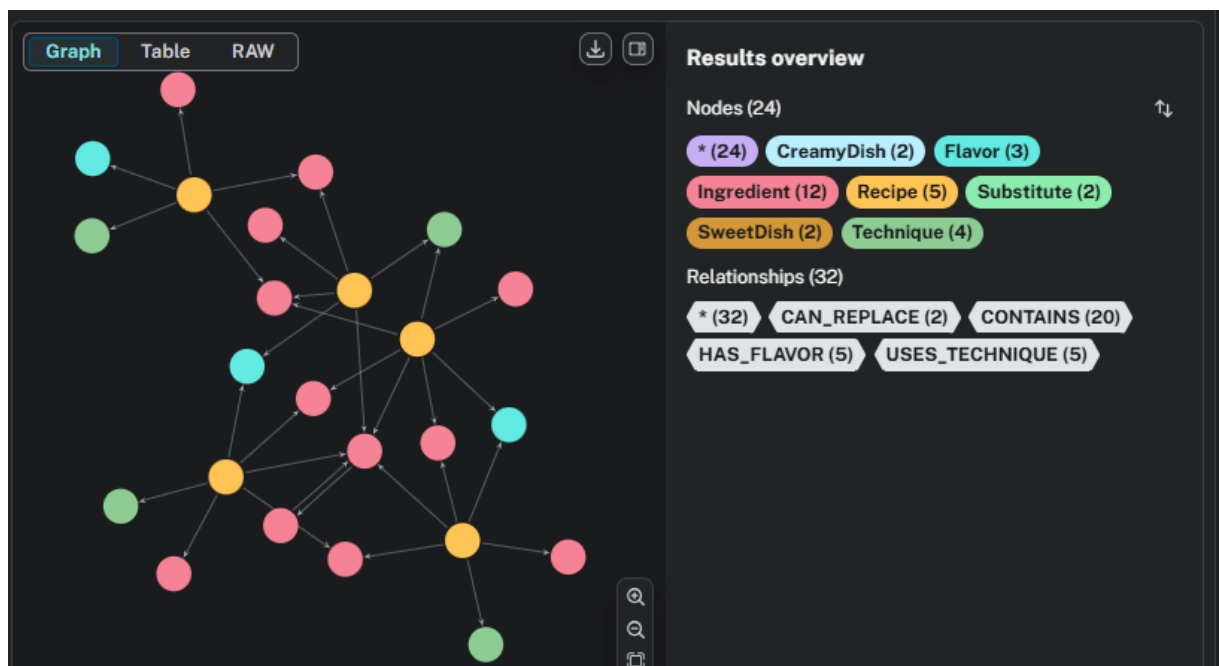 Graph Table RAW
Results overview
Nodes (24)
* (24) CreamyDish (2) Flavor (3)
Ingredient (12) Recipe (5) Substitute (2)
SweetDish (2) Technique (4)
Relationships (32)
* (32) CAN_REPLACE (2) CONTAINS (20)
HAS_FLAVOR (5) USES_TECHNIQUE (5)